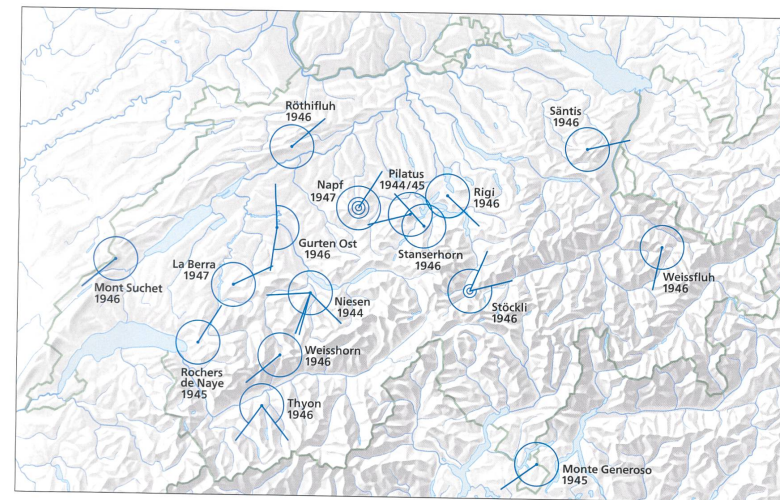 Röthifluh
1946
Säntis
1946
Napf
1947
Pilatus
1944/45
Rigi
1946
Gurten Ost
1946
Stanserhorn
1946
Mont Suchet
1946
La Berra
1947
Weissfluh
1946
Niesen
1944
Stöckli
1946
Weisshorn
1946
Rochers
de Naye
1945
Thyon
1946
Monte Generoso
1945